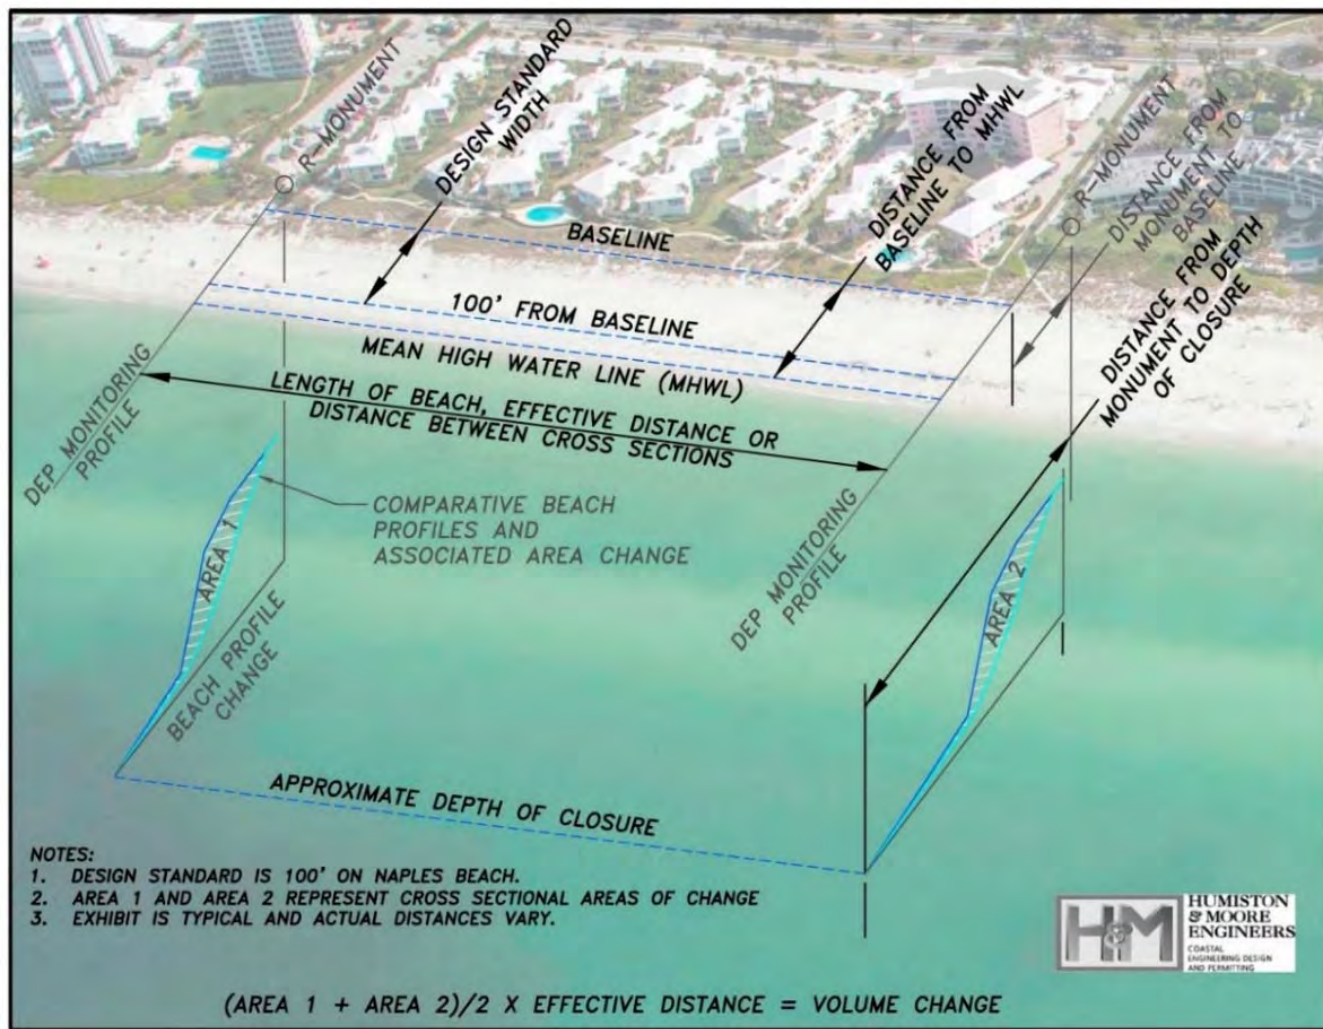 R-MONUMENT
DESIGN STANDARD
WIDTH
DISTANCE FROM
BASELINE TO MHWL
R-MONUMENT
DISTANCE FROM
MONUMENT TO
BASELINE
DISTANCE FROM
MONUMENT TO DEPTH
OF CLOSURE
BASELINE
100' FROM BASELINE
MEAN HIGH WATER LINE (MHWL)
LENGTH OF BEACH, EFFECTIVE DISTANCE OR
DISTANCE BETWEEN CROSS SECTIONS
DEP MONITORING
PROFILE
COMPARATIVE BEACH
PROFILES AND
ASSOCIATED AREA CHANGE
AREA 1
BEACH PROFILE
CHANGE
DEP MONITORING
PROFILE
AREA 2
APPROXIMATE DEPTH OF CLOSURE
NOTES:
1. DESIGN STANDARD IS 100' ON NAPLES BEACH.
2. AREA 1 AND AREA 2 REPRESENT CROSS SECTIONAL AREAS OF CHANGE
3. EXHIBIT IS TYPICAL AND ACTUAL DISTANCES VARY.
H&M
HUMISTON
& MOORE
ENGINEERS
COASTAL
ENGINEERING DESIGN
AND PERMITTING
(AREA 1 + AREA 2)/2 X EFFECTIVE DISTANCE = VOLUME CHANGE